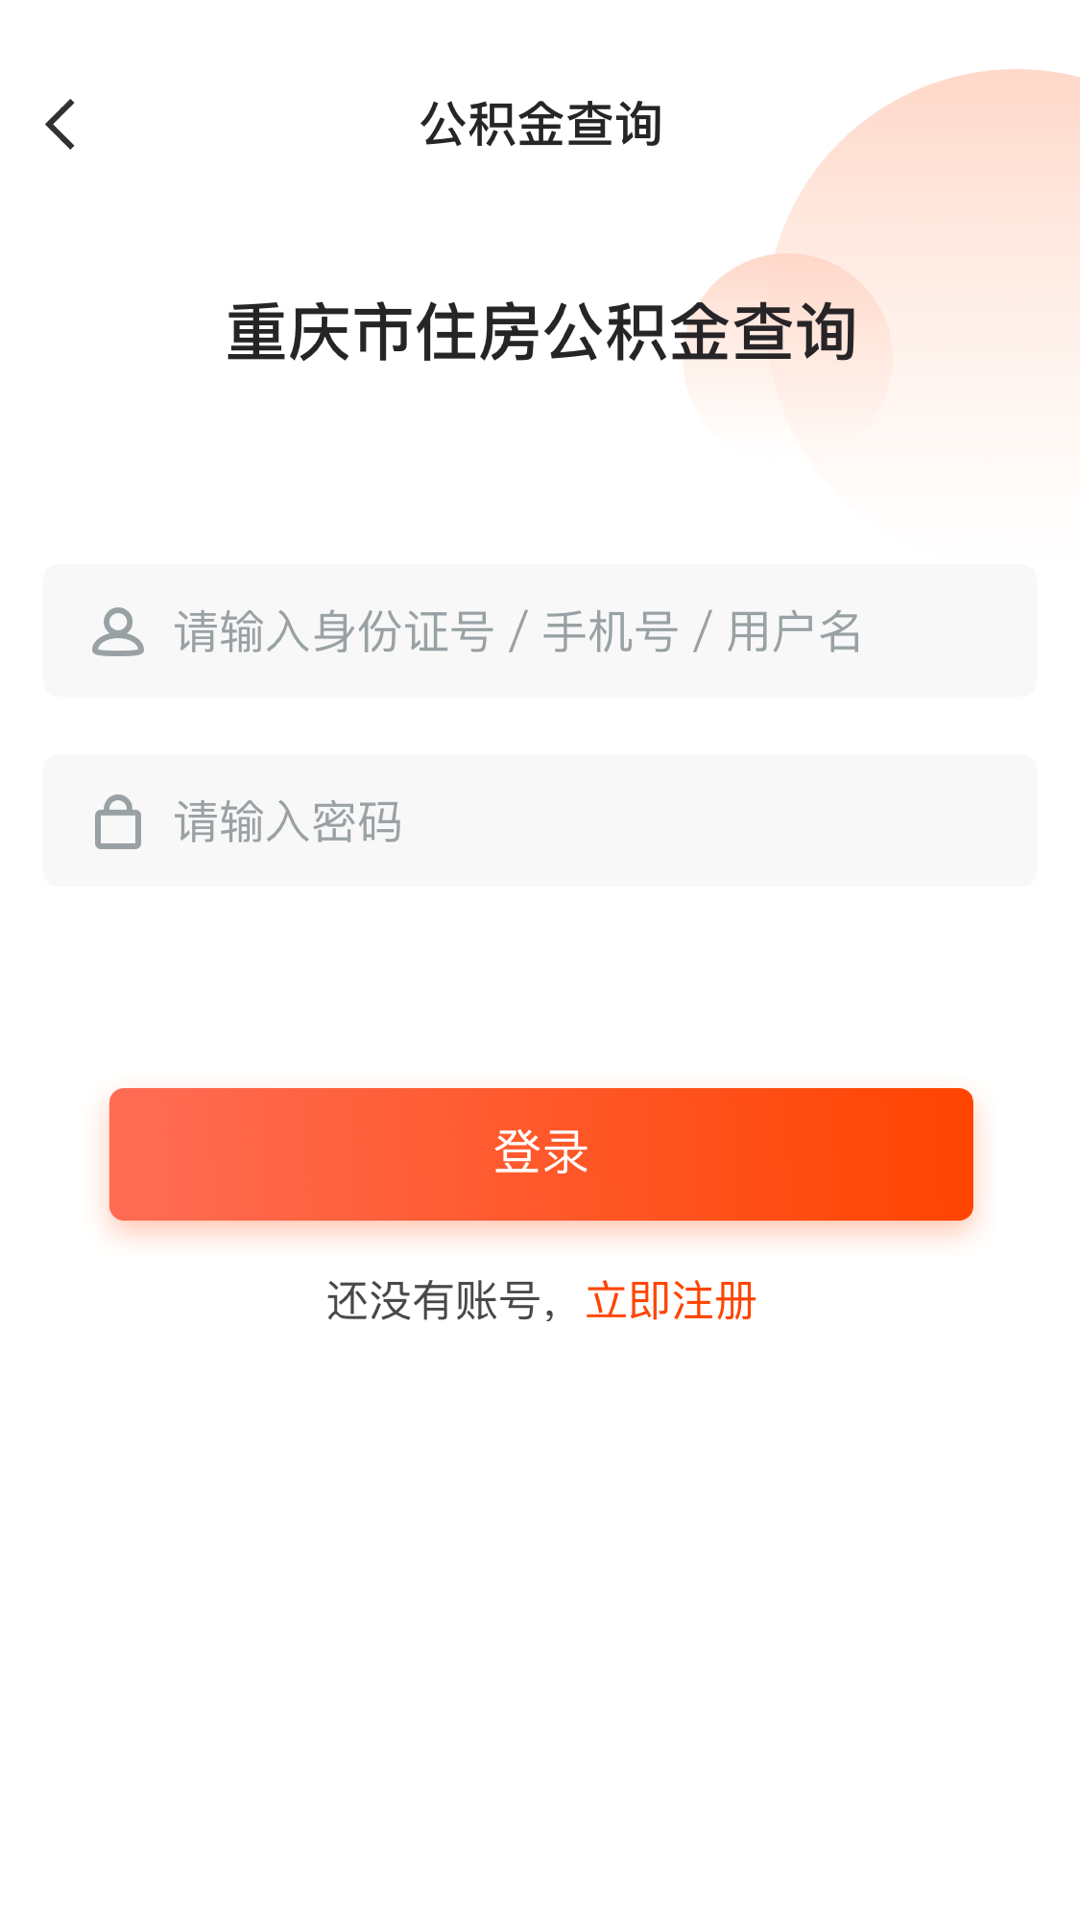 公积金查询
重庆市住房公积金查询
请输入身份证号 / 手机号 / 用户名
请输入密码
登录
还没有账号，立即注册